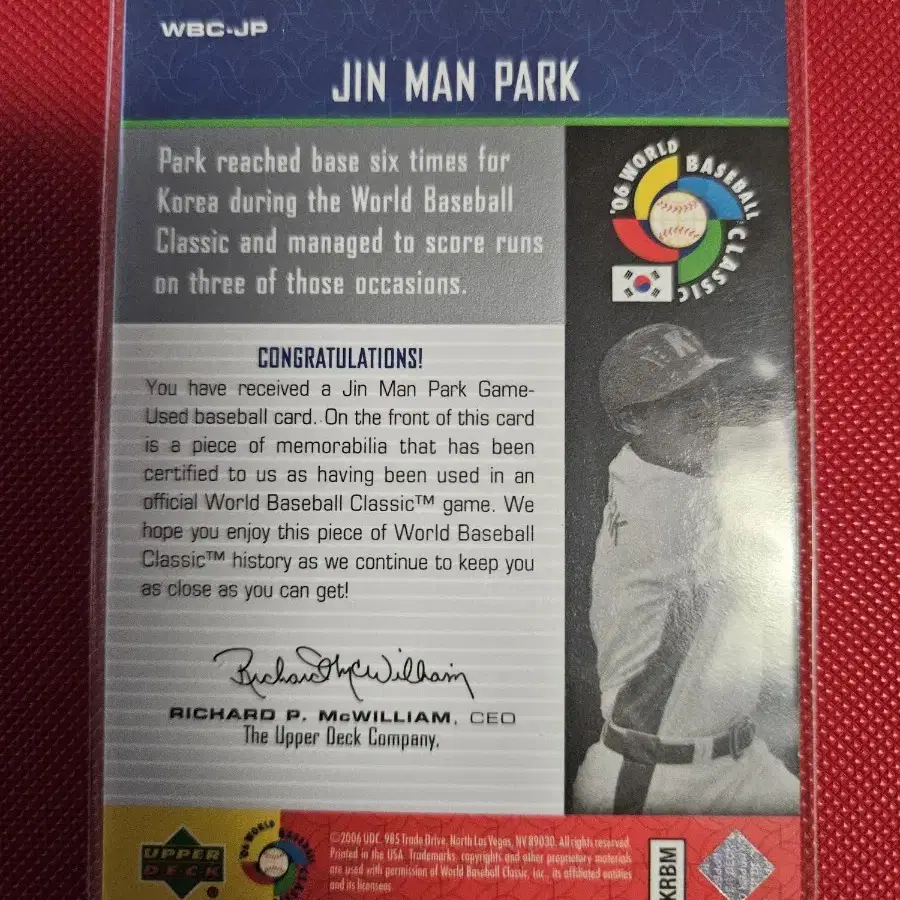 WBC-JP
JIN MAN PARK
Park reached base six times for
Korea during the World Baseball
Classic and managed to score runs
on three of those occasions.
'06 WORLD BASEBALL CLASSIC
K
CONGRATULATIONS!
You have received a Jin Man Park Game-
Used baseball card. On the front of this card
is a piece of memorabilia that has been
certified to us as having been used in an
official World Baseball Classic™ game. We
hope you enjoy this piece of World Baseball
Classic™ history as we continue to keep you
as close as you can get!
Richard McWilliam
RICHARD P. McWILLIAM, CEO
The Upper Deck Company,
UPPER
DECK
'06 WORLD BASEBALL CLASSIC
©2006 UDC. 985 Trade Drive, North Las Vegas, NV 89030. All rights reserved.
Printed in the USA. Trademarks, copyrights and other proprietary materials
are used with permission of World Baseball Classic, Inc., its affiliated entities
and its licensees
KRBM